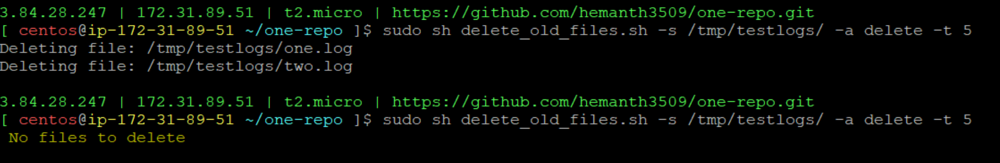 3.84.28.247 | 172.31.89.51 | t2.micro | https://github.com/hemanth3509/one-repo.git
[ centos@ip-172-31-89-51 ~/one-repo ]$ sudo sh delete_old_files.sh -s /tmp/testlogs/ -a delete -t 5
Deleting file: /tmp/testlogs/one.log
Deleting file: /tmp/testlogs/two.log
3.84.28.247 | 172.31.89.51 | t2.micro | https://github.com/hemanth3509/one-repo.git
[ centos@ip-172-31-89-51 ~/one-repo ]$ sudo sh delete_old_files.sh -s /tmp/testlogs/ -a delete -t 5
No files to delete